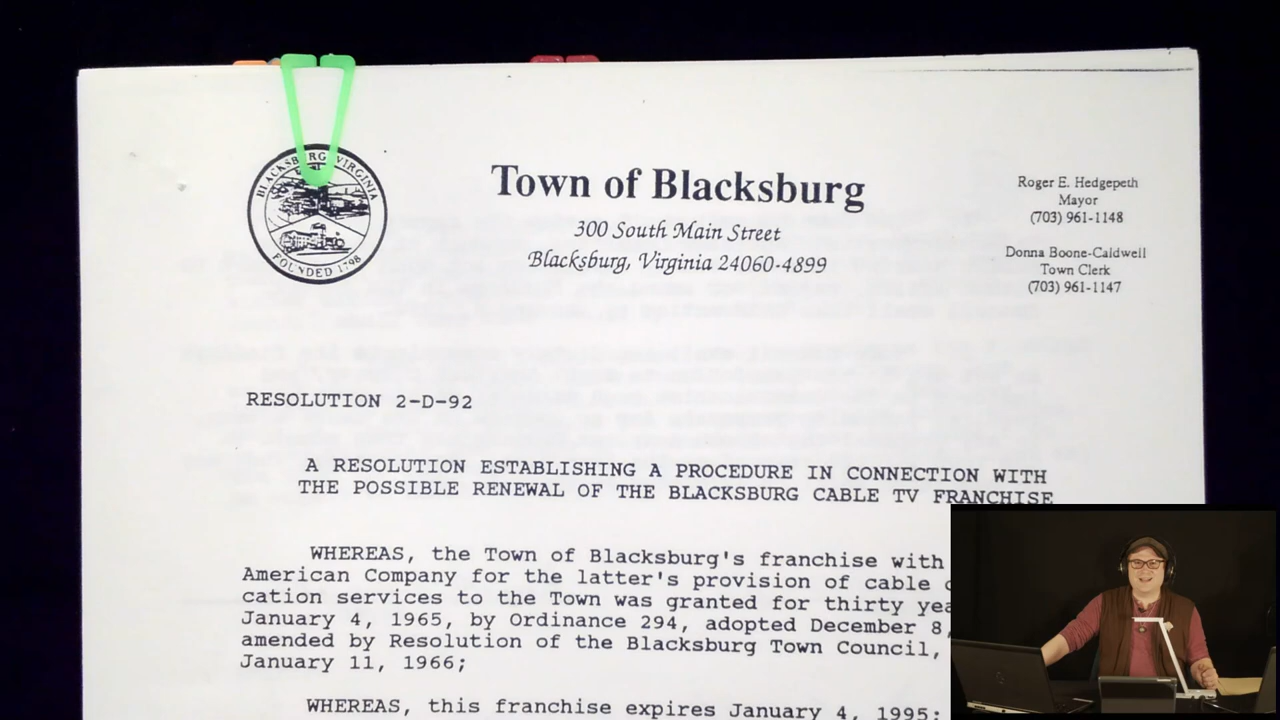 BLACKSBURG VIRGINIA
FOUNDED 1798
Town of Blacksburg
300 South Main Street
Blacksburg, Virginia 24060-4899
Roger E. Hedgepeth
Mayor
(703) 961-1148
Donna Boone-Caldwell
Town Clerk
(703) 961-1147
RESOLUTION 2-D-92
A RESOLUTION ESTABLISHING A PROCEDURE IN CONNECTION WITH
THE POSSIBLE RENEWAL OF THE BLACKSBURG CABLE TV FRANCHISE
WHEREAS, the Town of Blacksburg's franchise with
American Company for the latter's provision of cable
cation services to the Town was granted for thirty
January 4, 1965, by Ordinance 294, adopted December 8,
amended by Resolution of the Blacksburg Town Council,
January 11, 1966;
WHEREAS, this franchise expires January 4, 1995;